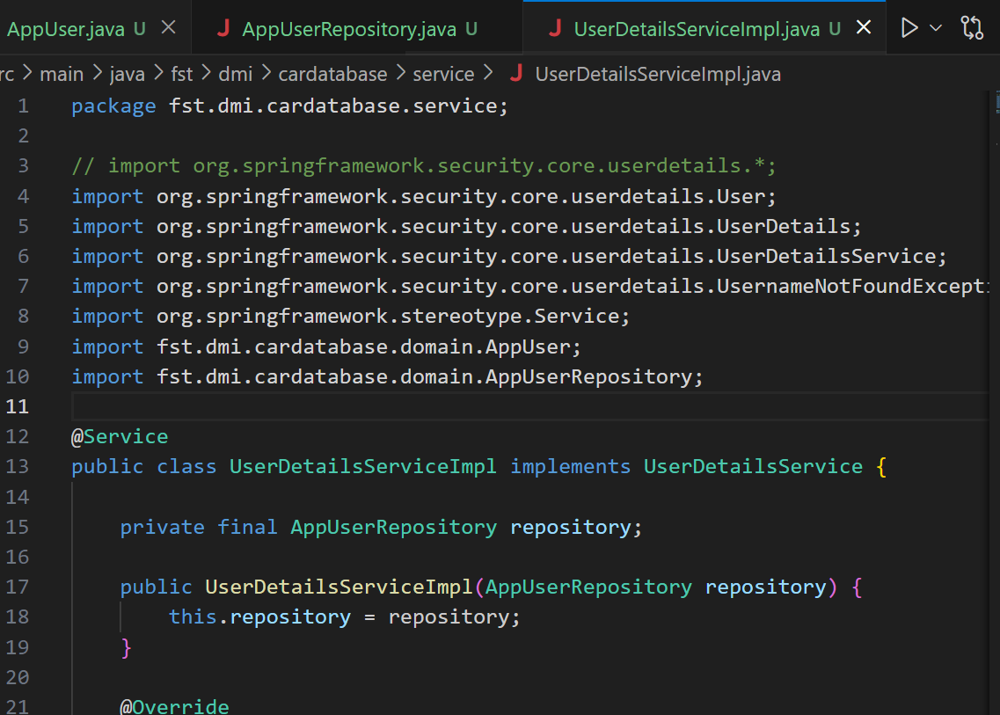 AppUser.java U
AppUserRepository.java U
UserDetailsServiceImpl.java U
main > java > fst > dmi > cardatabase > service > UserDetailsServiceImpl.java
1 package fst.dmi.cardatabase.service;
2
3 // import org.springframework.security.core.userdetails.*;
4 import org.springframework.security.core.userdetails.User;
5 import org.springframework.security.core.userdetails.UserDetails;
6 import org.springframework.security.core.userdetails.UserDetailsService;
7 import org.springframework.security.core.userdetails.UsernameNotFoundExcepti
8 import org.springframework.stereotype.Service;
9 import fst.dmi.cardatabase.domain.AppUser;
10 import fst.dmi.cardatabase.domain.AppUserRepository;
11
12 @Service
13 public class UserDetailsServiceImpl implements UserDetailsService {
14
15 private final AppUserRepository repository;
16
17 public UserDetailsServiceImpl(AppUserRepository repository) {
18 this.repository = repository;
19 }
20
21 @Override